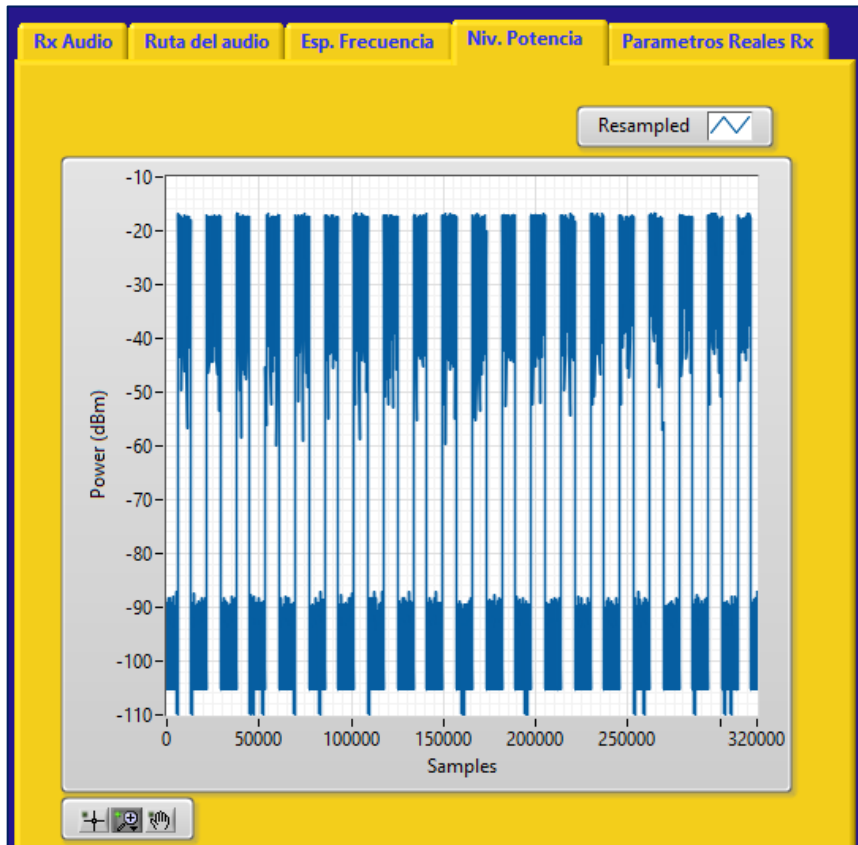 Rx Audio Ruta del audio Esp. Frecuencia Niv. Potencia Parametros Reales Rx
Resampled
-10
-20
-30
-40
-50
-60
-70
-80
-90
-100
-110
Power (dBm)
0 50000 100000 150000 200000 250000 320000
Samples